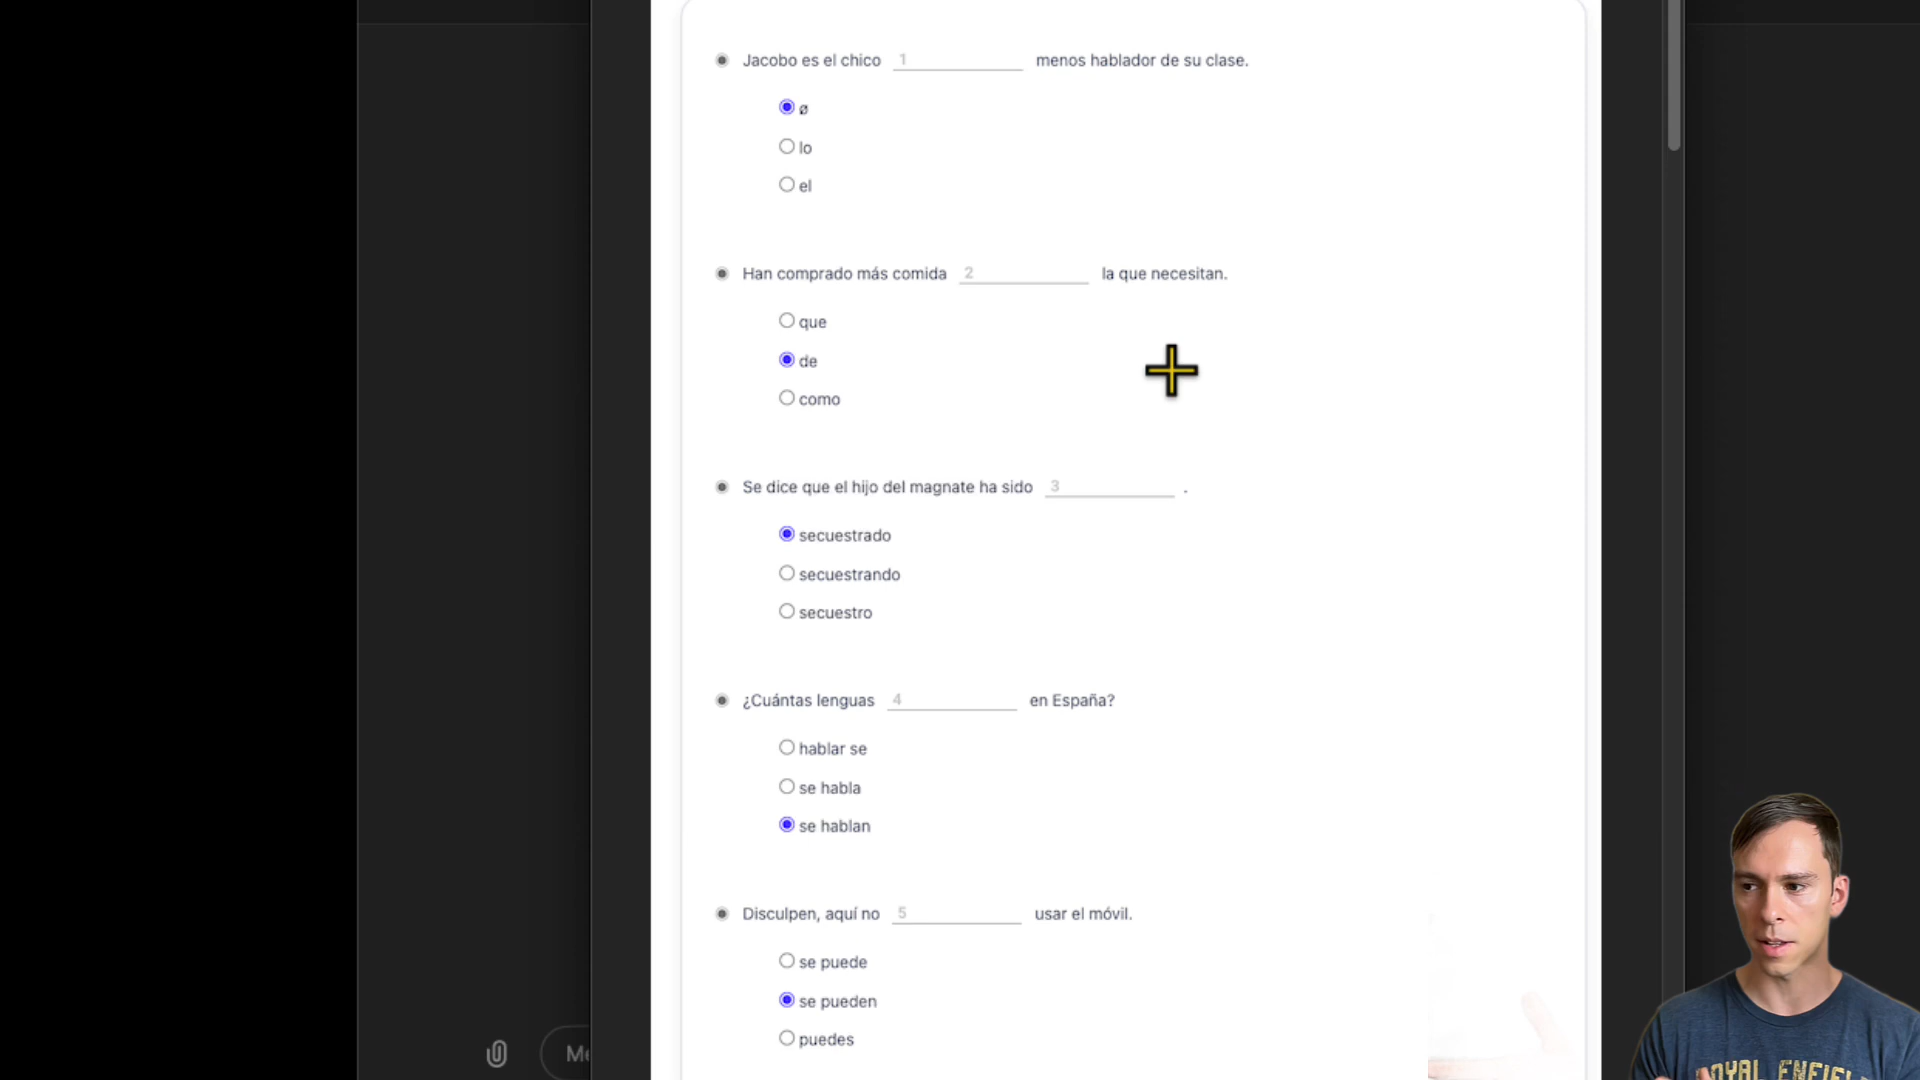 Jacobo es el chico 1 menos hablador de su clase.
ø
lo
el
Han comprado más comida 2 la que necesitan.
que
de
como
Se dice que el hijo del magnate ha sido 3 .
secuestrado
secuestrando
secuestro
¿Cuántas lenguas 4 en España?
hablar se
se habla
se hablan
Disculpen, aquí no 5 usar el móvil.
se puede
se pueden
puedes